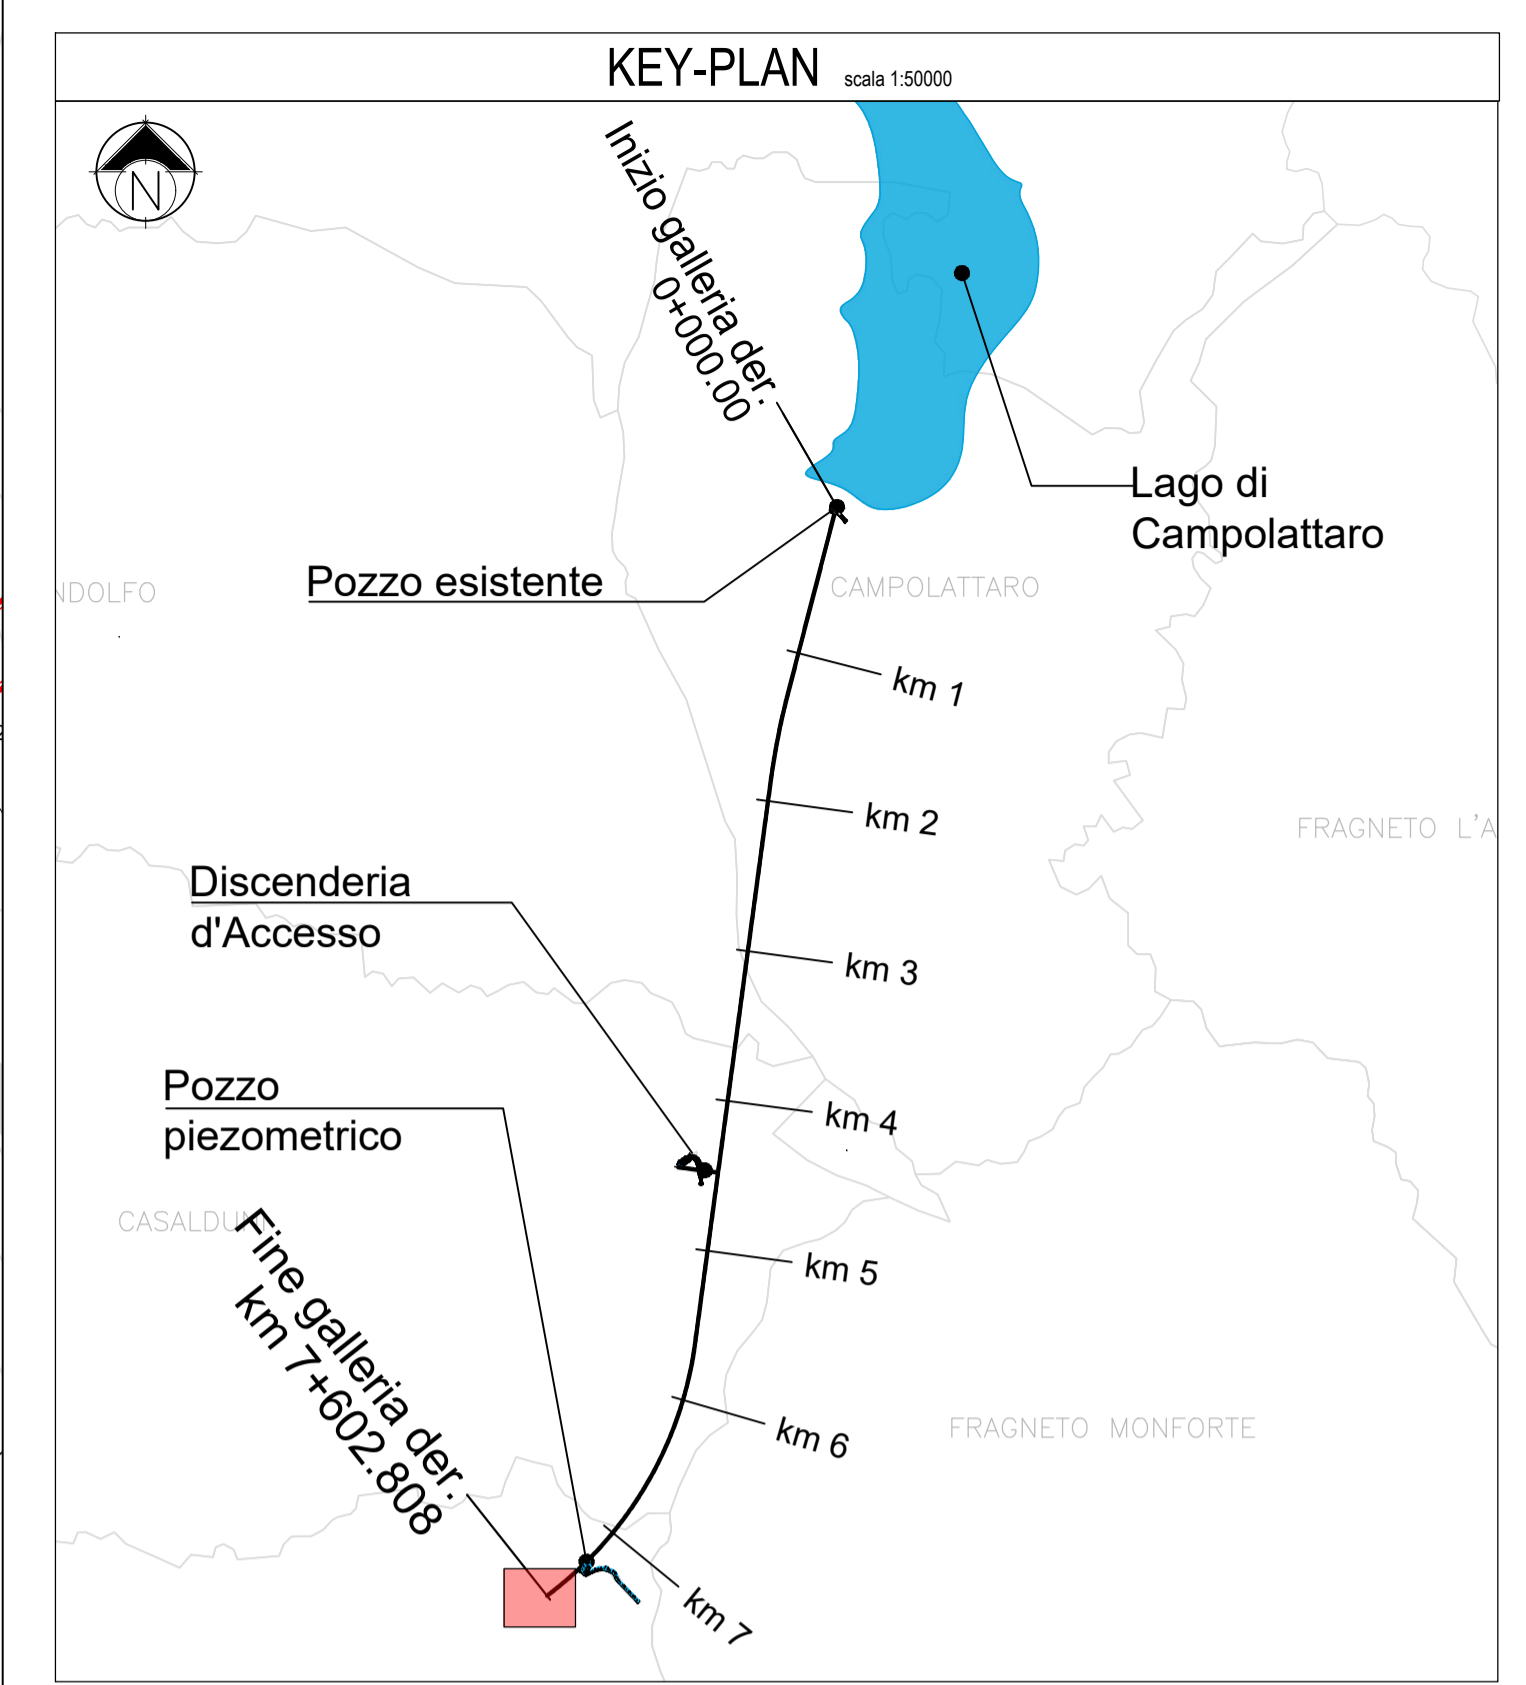 KEY-PLAN scala 1:50000
N
Inizio galleria der.
0+000.00
Lago di
Campolattaro
Pozzo esistente
NDOLFO
CAMPOLATTARO
km 1
km 2
FRAGNETO L'A
Discenderia
d'Accesso
km 3
Pozzo
piezometrico
km 4
CASALDUNI
km 5
Fine galleria der.
km 7+602.808
km 6
FRAGNETO MONFORTE
km 7